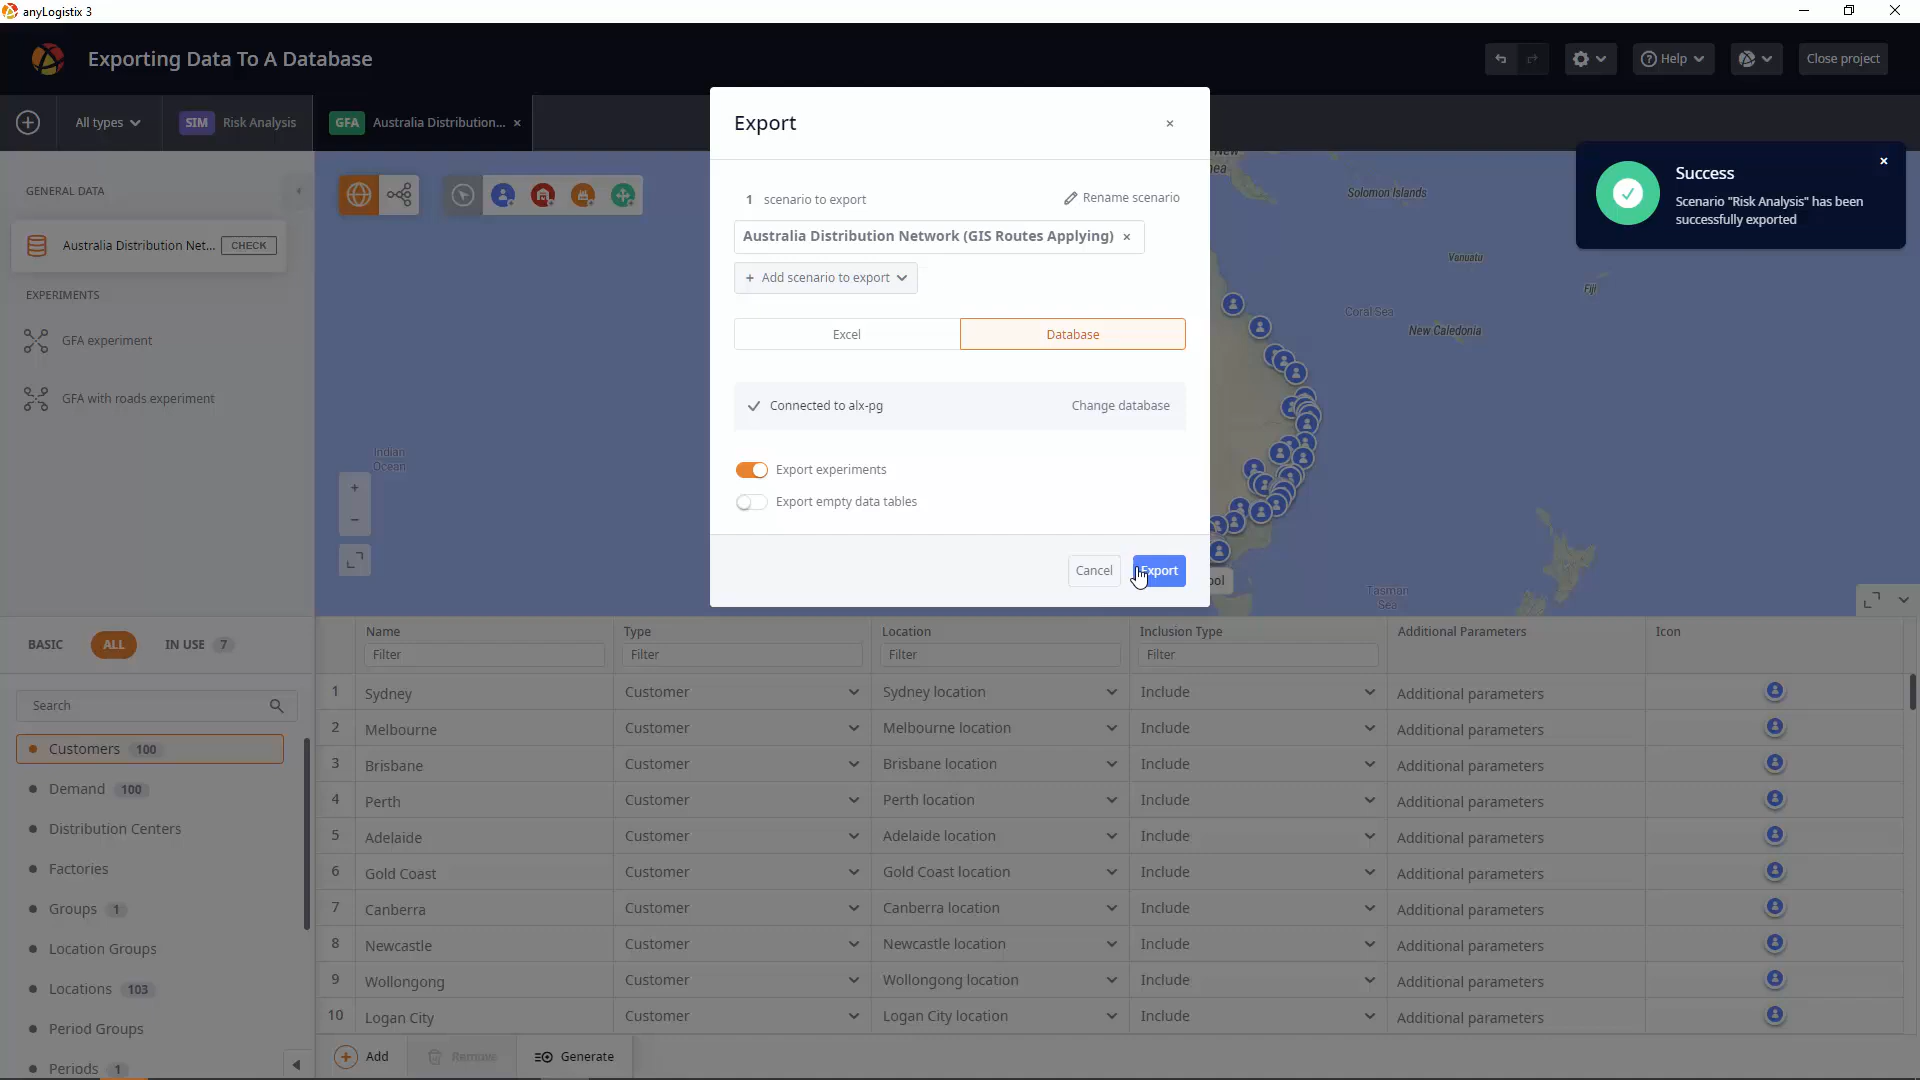 anyLogistix 3
Exporting Data To A Database
Help
Close project
All types
SIM Risk Analysis
GFA Australia Distribution... ×
GENERAL DATA
Australia Distribution Net... CHECK
EXPERIMENTS
GFA experiment
GFA with roads experiment
Indian
Ocean
Solomon Islands
Vanuatu
Fiji
Coral Sea
New Caledonia
Tasman
Sea
Export
×
1 scenario to export
Rename scenario
Australia Distribution Network (GIS Routes Applying) ×
+ Add scenario to export
Excel
Database
Connected to alx-pg
Change database
Export experiments
Export empty data tables
Cancel
Export
Success
×
Scenario "Risk Analysis" has been
successfully exported
BASIC
ALL
IN USE 7
Search
Customers 100
Demand 100
Distribution Centers
Factories
Groups 1
Location Groups
Locations 103
Period Groups
Periods 1
Name Type Location Inclusion Type Additional Parameters Icon
Filter Filter Filter Filter
1 Sydney Customer Sydney location Include Additional parameters
2 Melbourne Customer Melbourne location Include Additional parameters
3 Brisbane Customer Brisbane location Include Additional parameters
4 Perth Customer Perth location Include Additional parameters
5 Adelaide Customer Adelaide location Include Additional parameters
6 Gold Coast Customer Gold Coast location Include Additional parameters
7 Canberra Customer Canberra location Include Additional parameters
8 Newcastle Customer Newcastle location Include Additional parameters
9 Wollongong Customer Wollongong location Include Additional parameters
10 Logan City Customer Logan City location Include Additional parameters
Add
Remove
Generate